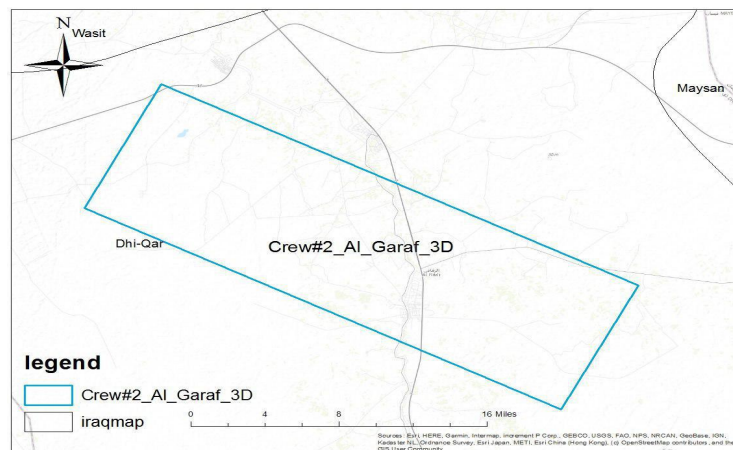 N
Wasit
Maysan
Dhi-Qar
Crew#2_Al_Garaf_3D
legend
Crew#2_Al_Garaf_3D
iraqmap
0 4 8 16 Miles
Sources: Esri, HERE, Garmin, Intermap, increment P Corp., GEBCO, USGS, FAO, NPS, NRCAN, GeoBase, IGN,
Kadaster NL, Ordnance Survey, Esri Japan, METI, Esri China (Hong Kong), (c) OpenStreetMap contributors, and the
GIS User Community